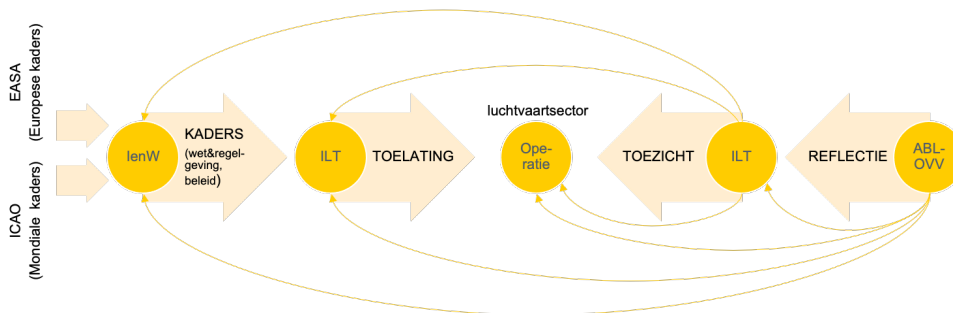 EASA
(Europese kaders)
ICAO
(Mondiale kaders)
IenW
KADERS
(wet&regel-
geving,
beleid)
ILT
TOELATING
luchtvaartsector
Ope-
ratie
TOEZICHT
ILT
REFLECTIE
ABL-
OVV